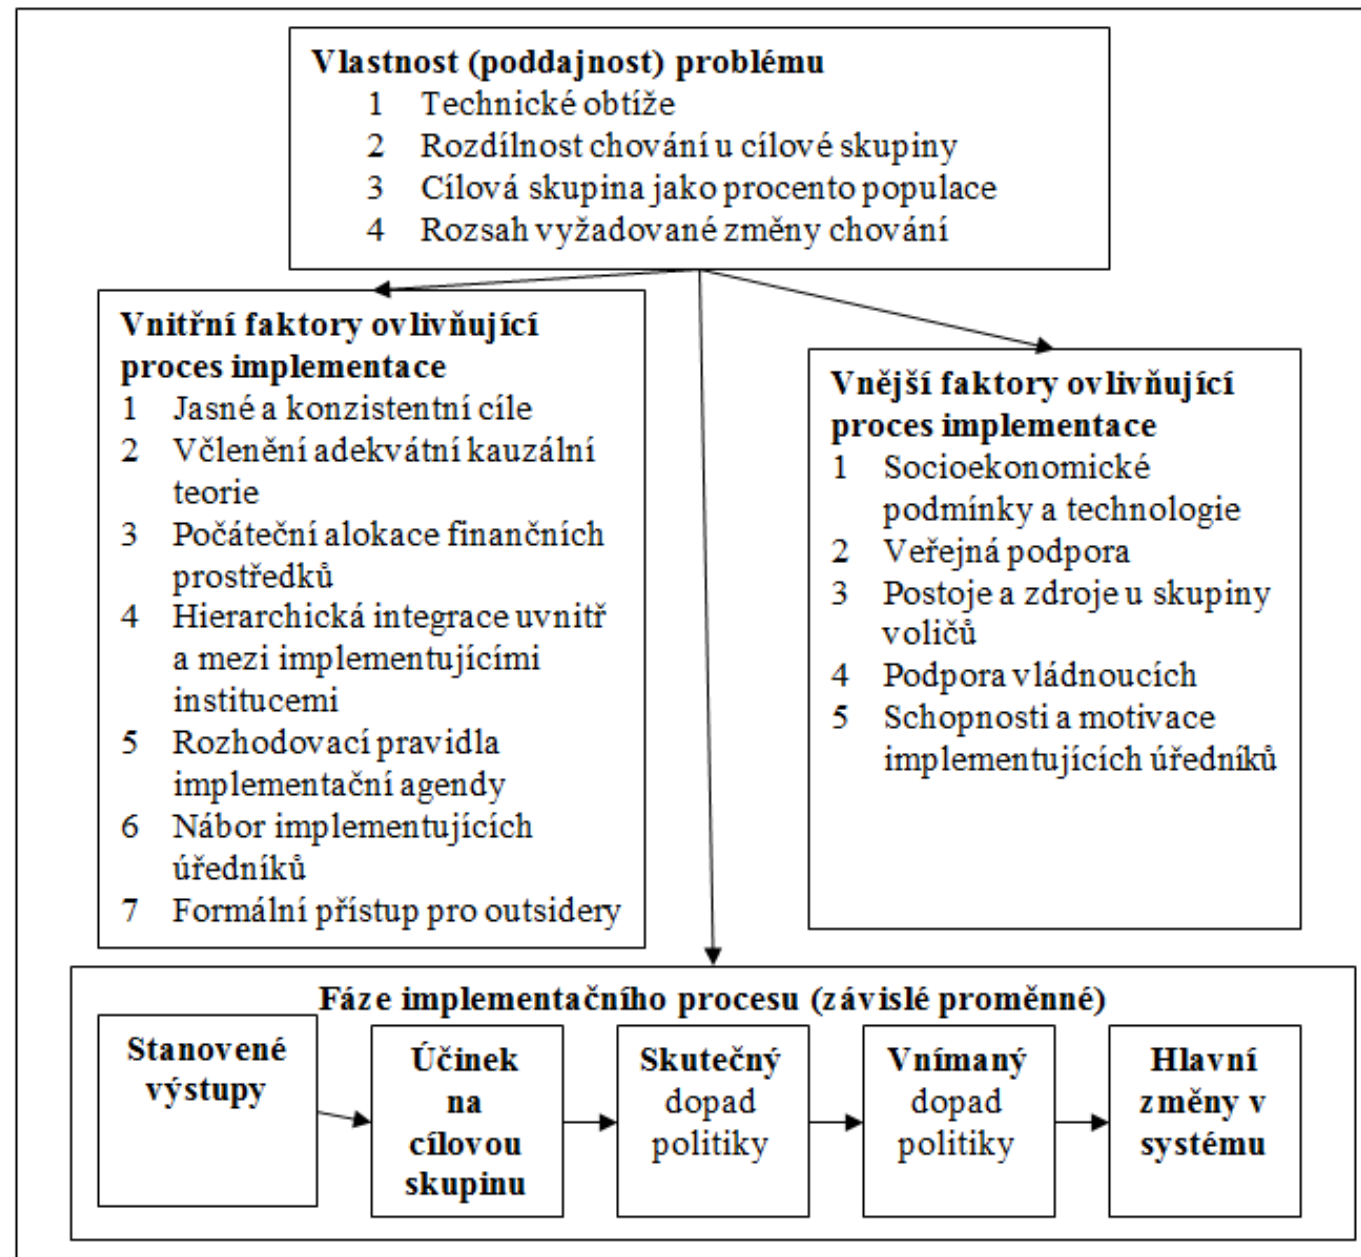 Vlastnost (poddajnost) problému
1 Technické obtíže
2 Rozdílnost chování u cílové skupiny
3 Cílová skupina jako procento populace
4 Rozsah vyžadované změny chování
Vnitřní faktory ovlivňující
proces implementace
1 Jasné a konzistentní cíle
2 Včlenění adekvátní kauzální
teorie
3 Počáteční alokace finančních
prostředků
4 Hierarchická integrace uvnitř
a mezi implementujícími
institucemi
5 Rozhodovací pravidla
implementační agendy
6 Nábor implementujících
úředníků
7 Formální přístup pro outsidery
Vnější faktory ovlivňující
proces implementace
1 Socioekonomické
podmínky a technologie
2 Veřejná podpora
3 Postoje a zdroje u skupiny
voličů
4 Podpora vládnoucích
5 Schopnosti a motivace
implementujících úředníků
Fáze implementačního procesu (závislé proměnné)
Stanovené
výstupy
Účinek
na
cílovou
skupinu
Skutečný
dopad
politiky
Vnímaný
dopad
politiky
Hlavní
změny v
systému